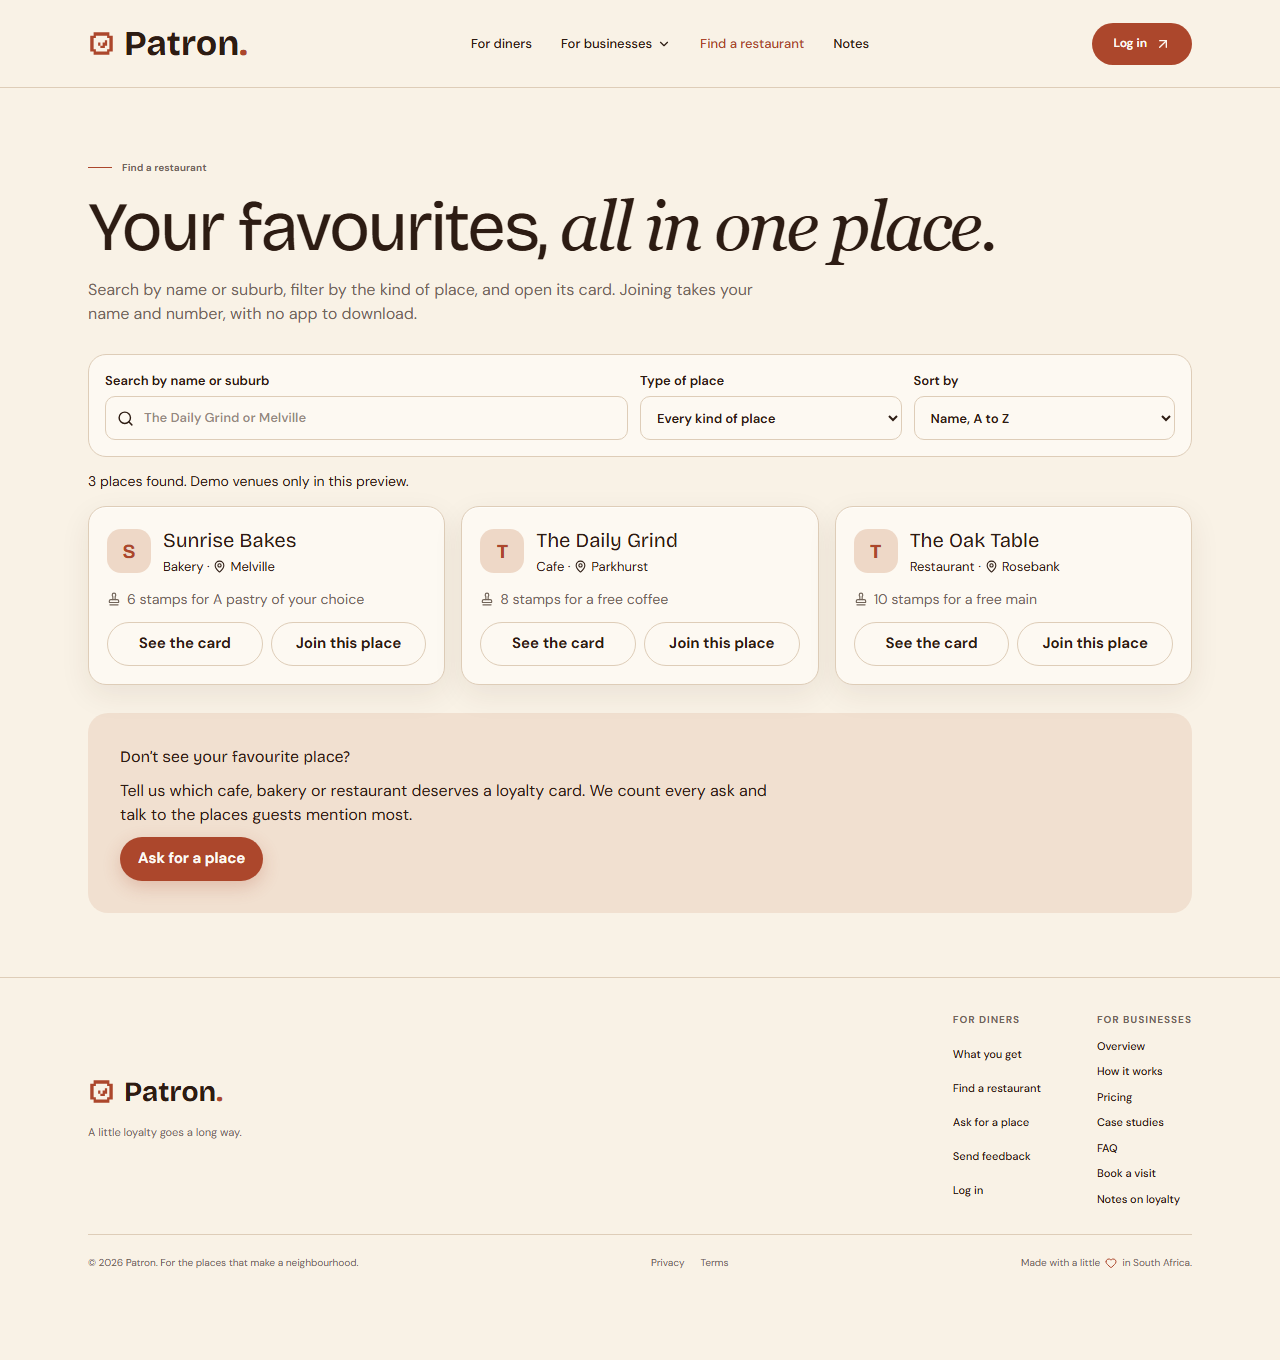 Patron.
For diners
For businesses
Find a restaurant
Notes
Log in
Find a restaurant
Your favourites, all in one place.
Search by name or suburb, filter by the kind of place, and open its card. Joining takes your
name and number, with no app to download.
Search by name or suburb
Type of place
Sort by
The Daily Grind or Melville
Every kind of place
Name, A to Z
3 places found. Demo venues only in this preview.
S
Sunrise Bakes
Bakery · Melville
6 stamps for A pastry of your choice
See the card
Join this place
T
The Daily Grind
Cafe · Parkhurst
8 stamps for a free coffee
See the card
Join this place
T
The Oak Table
Restaurant · Rosebank
10 stamps for a free main
See the card
Join this place
Don't see your favourite place?
Tell us which cafe, bakery or restaurant deserves a loyalty card. We count every ask and
talk to the places guests mention most.
Ask for a place
Patron.
A little loyalty goes a long way.
FOR DINERS
What you get
Find a restaurant
Ask for a place
Send feedback
Log in
FOR BUSINESSES
Overview
How it works
Pricing
Case studies
FAQ
Book a visit
Notes on loyalty
© 2026 Patron. For the places that make a neighbourhood.
Privacy
Terms
Made with a little ♡ in South Africa.